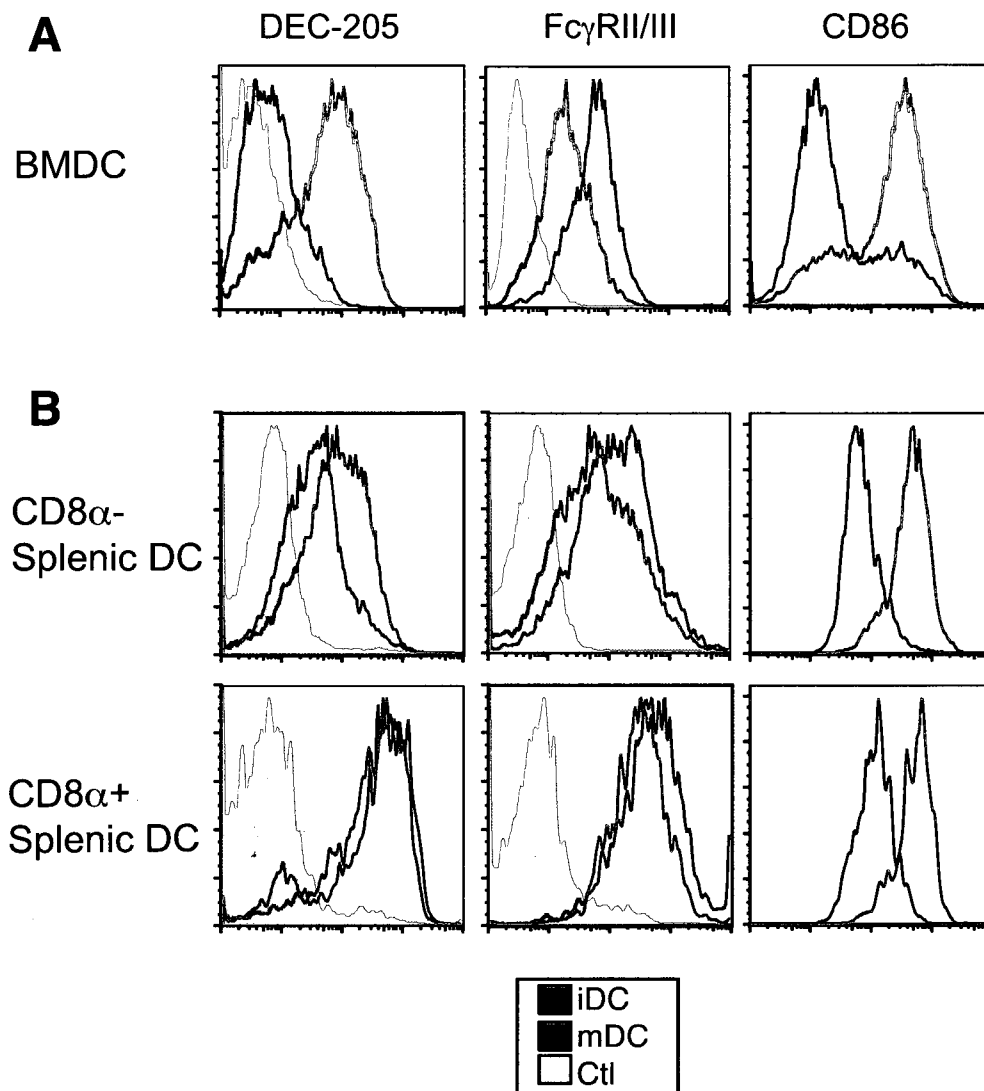 A
DEC-205
FcγRII/III
CD86
BMDC
B
CD8α-
Splenic DC
CD8α+
Splenic DC
iDC
mDC
Ctl